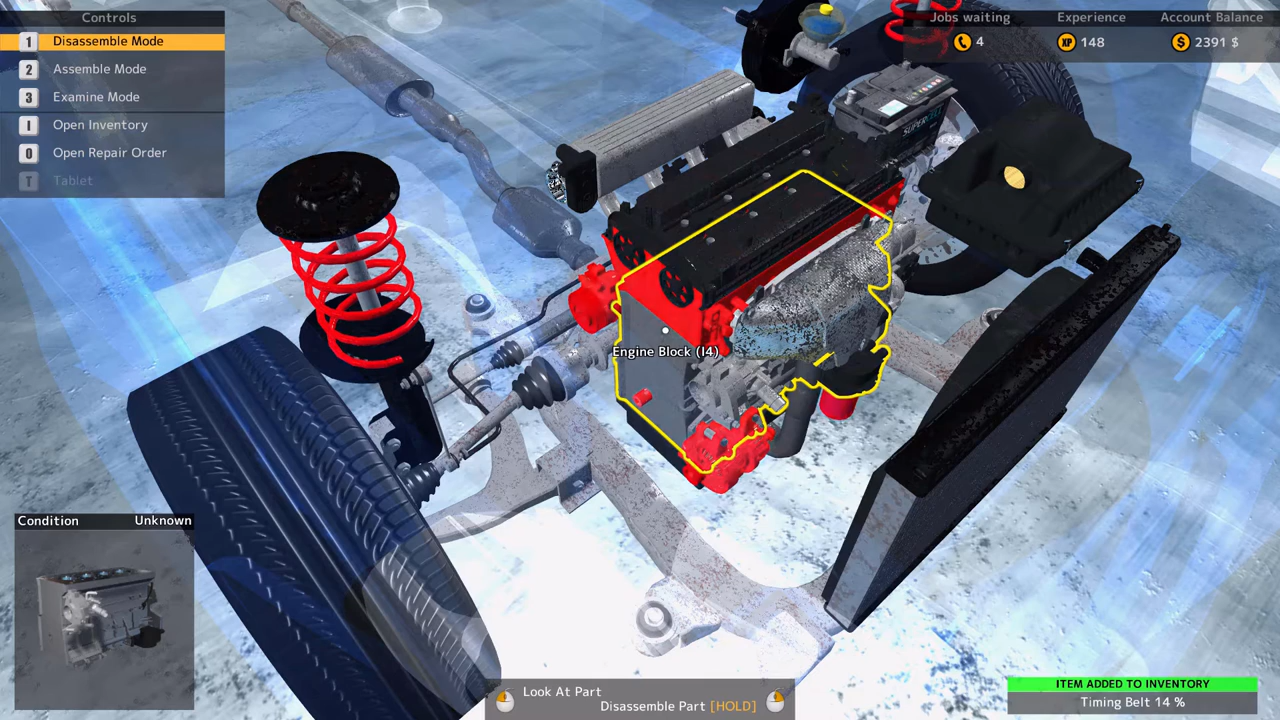 Controls
1 Disassemble Mode
2 Assemble Mode
3 Examine Mode
I Open Inventory
O Open Repair Order
T Tablet
Jobs waiting Experience Account Balance
4 XP 148 $ 2391 $
Engine Block (I4)
Condition Unknown
Look At Part
Disassemble Part [HOLD]
ITEM ADDED TO INVENTORY
Timing Belt 14 %